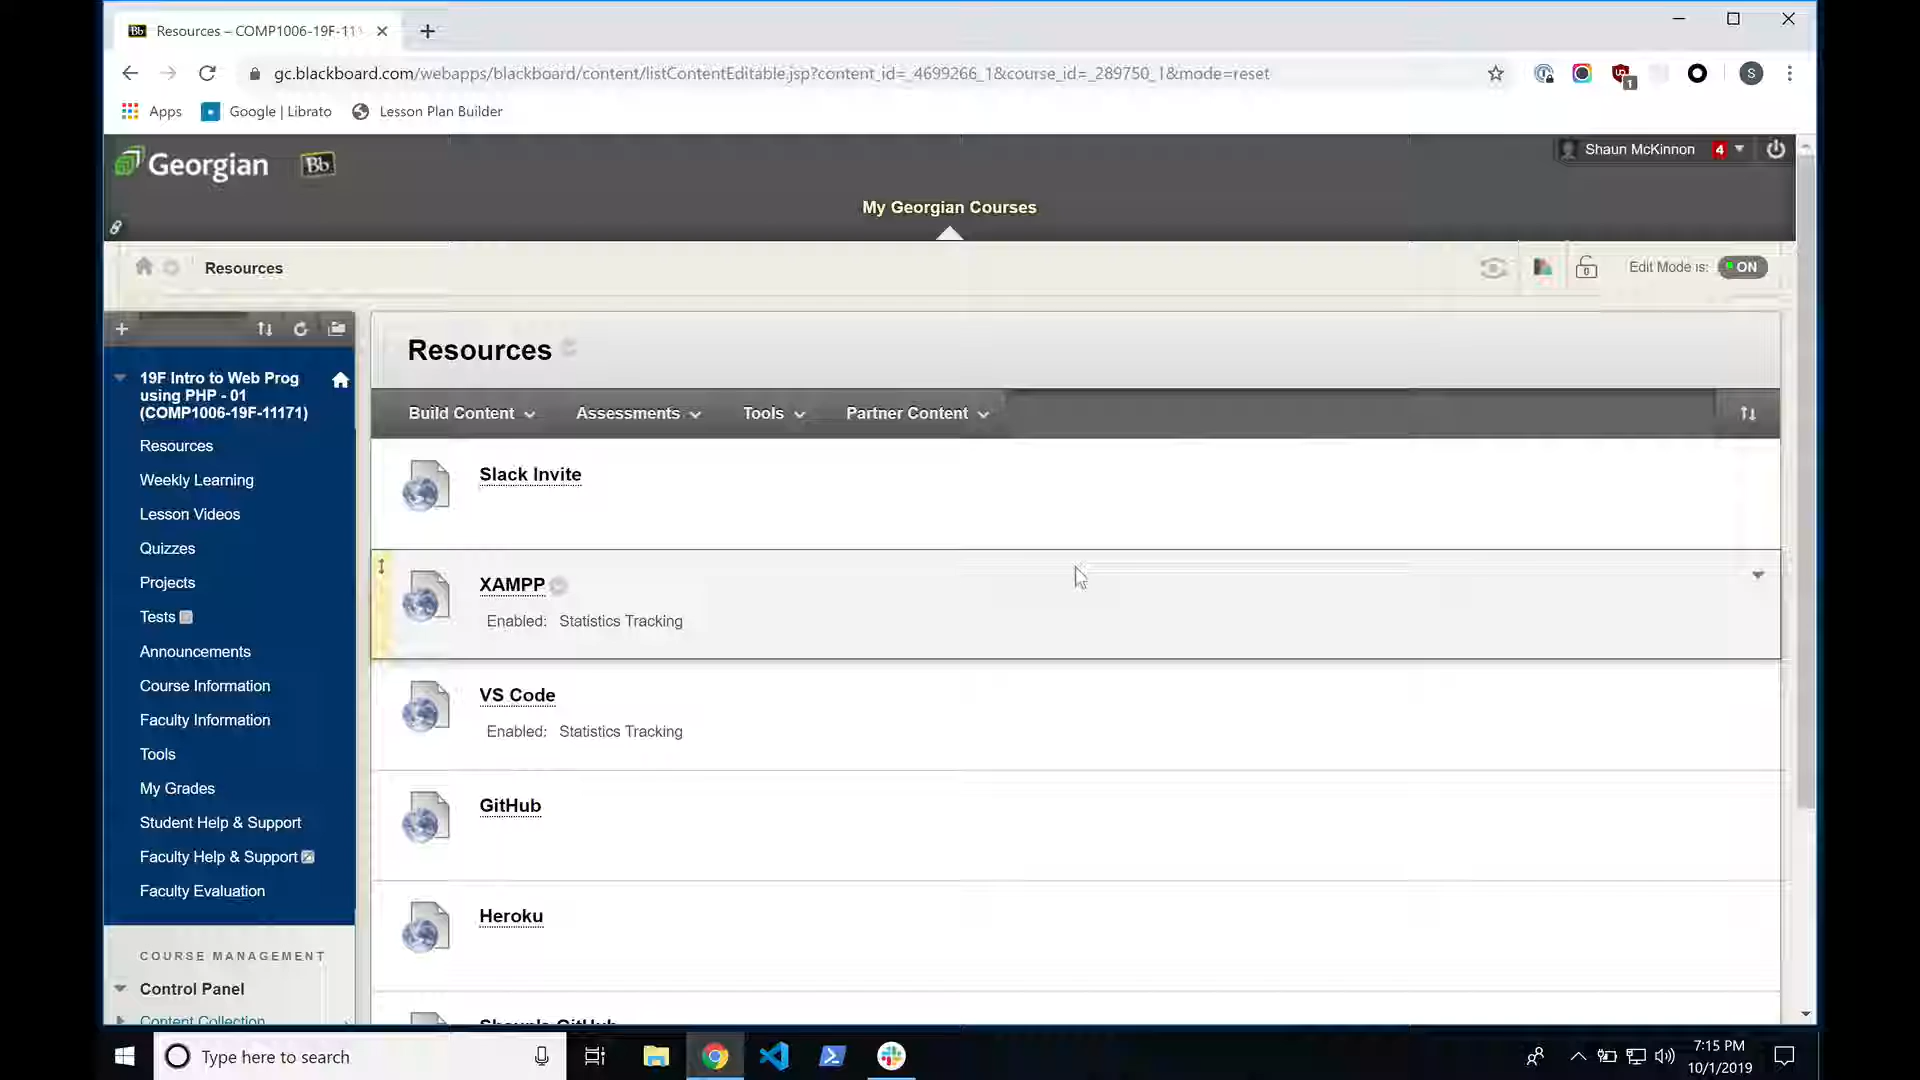 Resources – COMP1006-19F-111
gc.blackboard.com/webapps/blackboard/content/listContentEditable.jsp?content_id=_4699266_1&course_id=_289750_1&mode=reset
1
S
Apps
Google | Librato
Lesson Plan Builder
Georgian
Bb
Shaun McKinnon
4
My Georgian Courses
Resources
0
Edit Mode is:
ON
19F Intro to Web Prog
using PHP - 01
(COMP1006-19F-11171)
Resources
Weekly Learning
Lesson Videos
Quizzes
Projects
Tests
Announcements
Course Information
Faculty Information
Tools
My Grades
Student Help & Support
Faculty Help & Support
Faculty Evaluation
COURSE MANAGEMENT
Control Panel
Content Collection
Resources
Build Content
Assessments
Tools
Partner Content
Slack Invite
XAMPP
Enabled: Statistics Tracking
VS Code
Enabled: Statistics Tracking
GitHub
Heroku
Shaun's GitHub
Type here to search
7:15 PM
10/1/2019